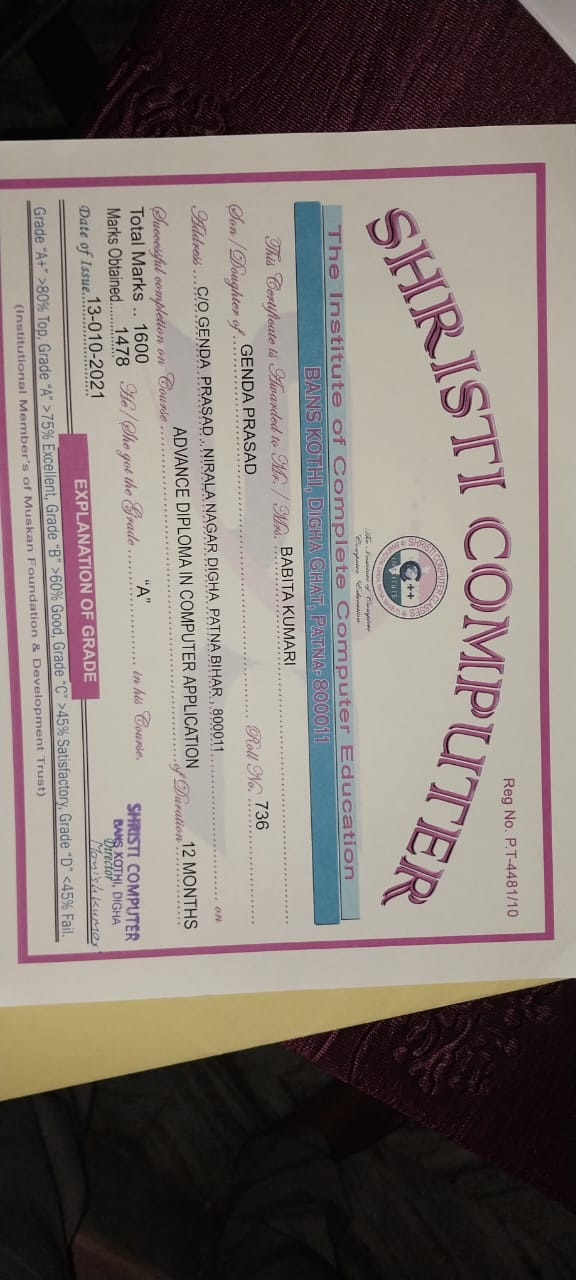 Reg No. P.T-4481/10
SHRISTI COMPUTER
SHRISTI COMPUTER CLASSES
C++
The Institute of Complete
Computer Education
The Institute of Complete Computer Education
BANS KOTHI, DIGHA GHAT, PATNA- 800011
This Certificate is Awarded to Mr. / Mrs. BABITA KUMARI
Son / Doughter of GENDA PRASAD Roll No. 736
Address C/O GENDA PRASAD , NIRALA NAGAR DIGHA, PATNA BIHAR , 800011 on
Successful completion on Course ADVANCE DIPLOMA IN COMPUTER APPLICATION of Duration 12 MONTHS
Total Marks .. 1600
Marks Obtained 1478 He / She got the Grade "A" in his Course.
Date of Issue 13-010-2021
SHRISTI COMPUTER
BANS KOTHI, DIGHA
Director
EXPLANATION OF GRADE
Grade "A+" >80% Top, Grade "A" >75% Excellent, Grade "B" >60% Good, Grade "C" >45% Satisfactory, Grade "D" <45% Fail.
(Institutional Member's of Muskan Foundation & Development Trust)